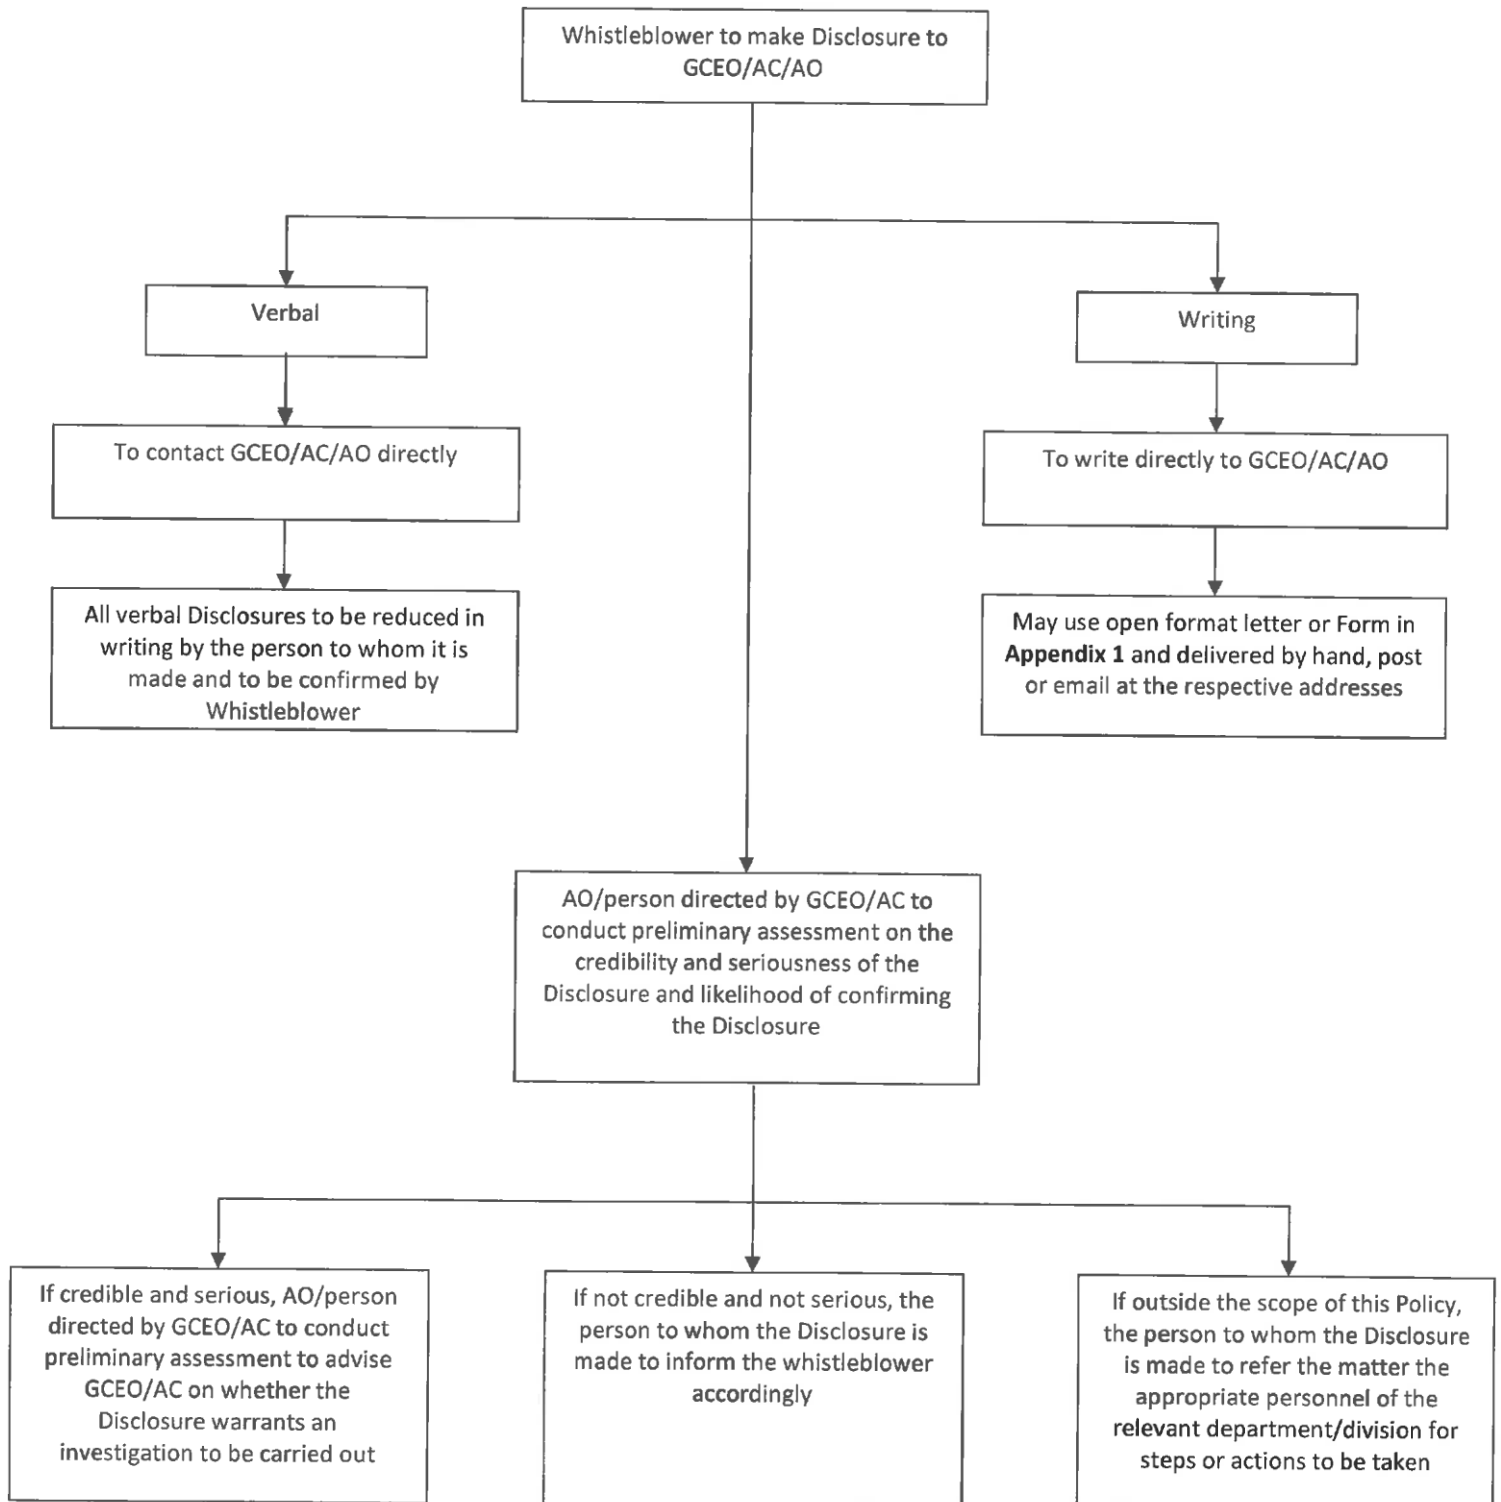 Whistleblower to make Disclosure to
GCEO/AC/AO
Verbal
Writing
To contact GCEO/AC/AO directly
To write directly to GCEO/AC/AO
All verbal Disclosures to be reduced in
writing by the person to whom it is
made and to be confirmed by
Whistleblower
May use open format letter or Form in
Appendix 1 and delivered by hand, post
or email at the respective addresses
AO/person directed by GCEO/AC to
conduct preliminary assessment on the
credibility and seriousness of the
Disclosure and likelihood of confirming
the Disclosure
If credible and serious, AO/person
directed by GCEO/AC to conduct
preliminary assessment to advise
GCEO/AC on whether the
Disclosure warrants an
investigation to be carried out
If not credible and not serious, the
person to whom the Disclosure is
made to inform the whistleblower
accordingly
If outside the scope of this Policy,
the person to whom the Disclosure
is made to refer the matter the
appropriate personnel of the
relevant department/division for
steps or actions to be taken